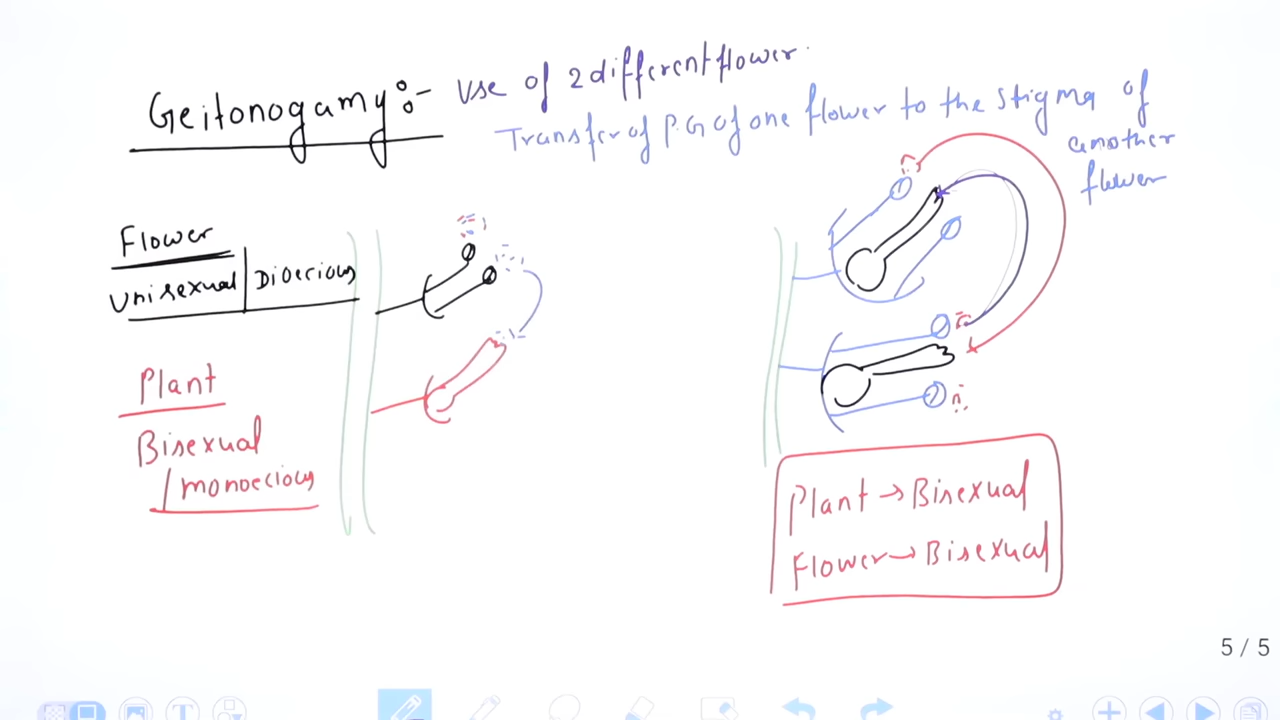 Geitonogamy:- Use of 2 different flower.
Transfer of P.G of one flower to the stigma of
another
flower
Flower
Unisexual | Dioecious
Plant
Bisexual
/monoecious
Plant → Bisexual
Flower → Bisexual
5 / 5